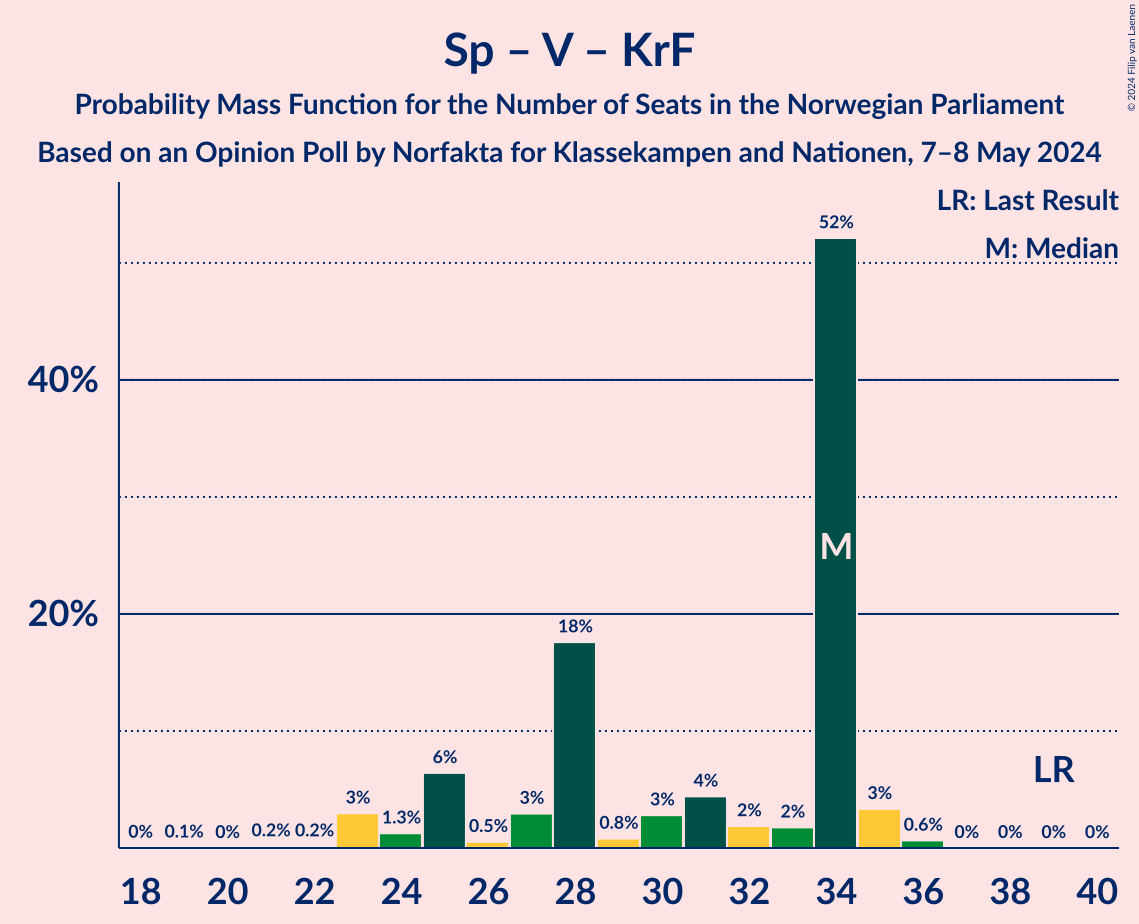 Sp – V – KrF
Probability Mass Function for the Number of Seats in the Norwegian Parliament
Based on an Opinion Poll by Norfakta for Klassekampen and Nationen, 7–8 May 2024
© 2024 Filip van Laenen
LR: Last Result
M: Median
52%
40%
M
20%
18%
LR
6%
4%
3%
1.3%
0.5%
3%
0.8%
3%
2%
2%
3%
0.6%
0% 0.1% 0% 0.2% 0.2%
0% 0% 0% 0%
18 20 22 24 26 28 30 32 34 36 38 40